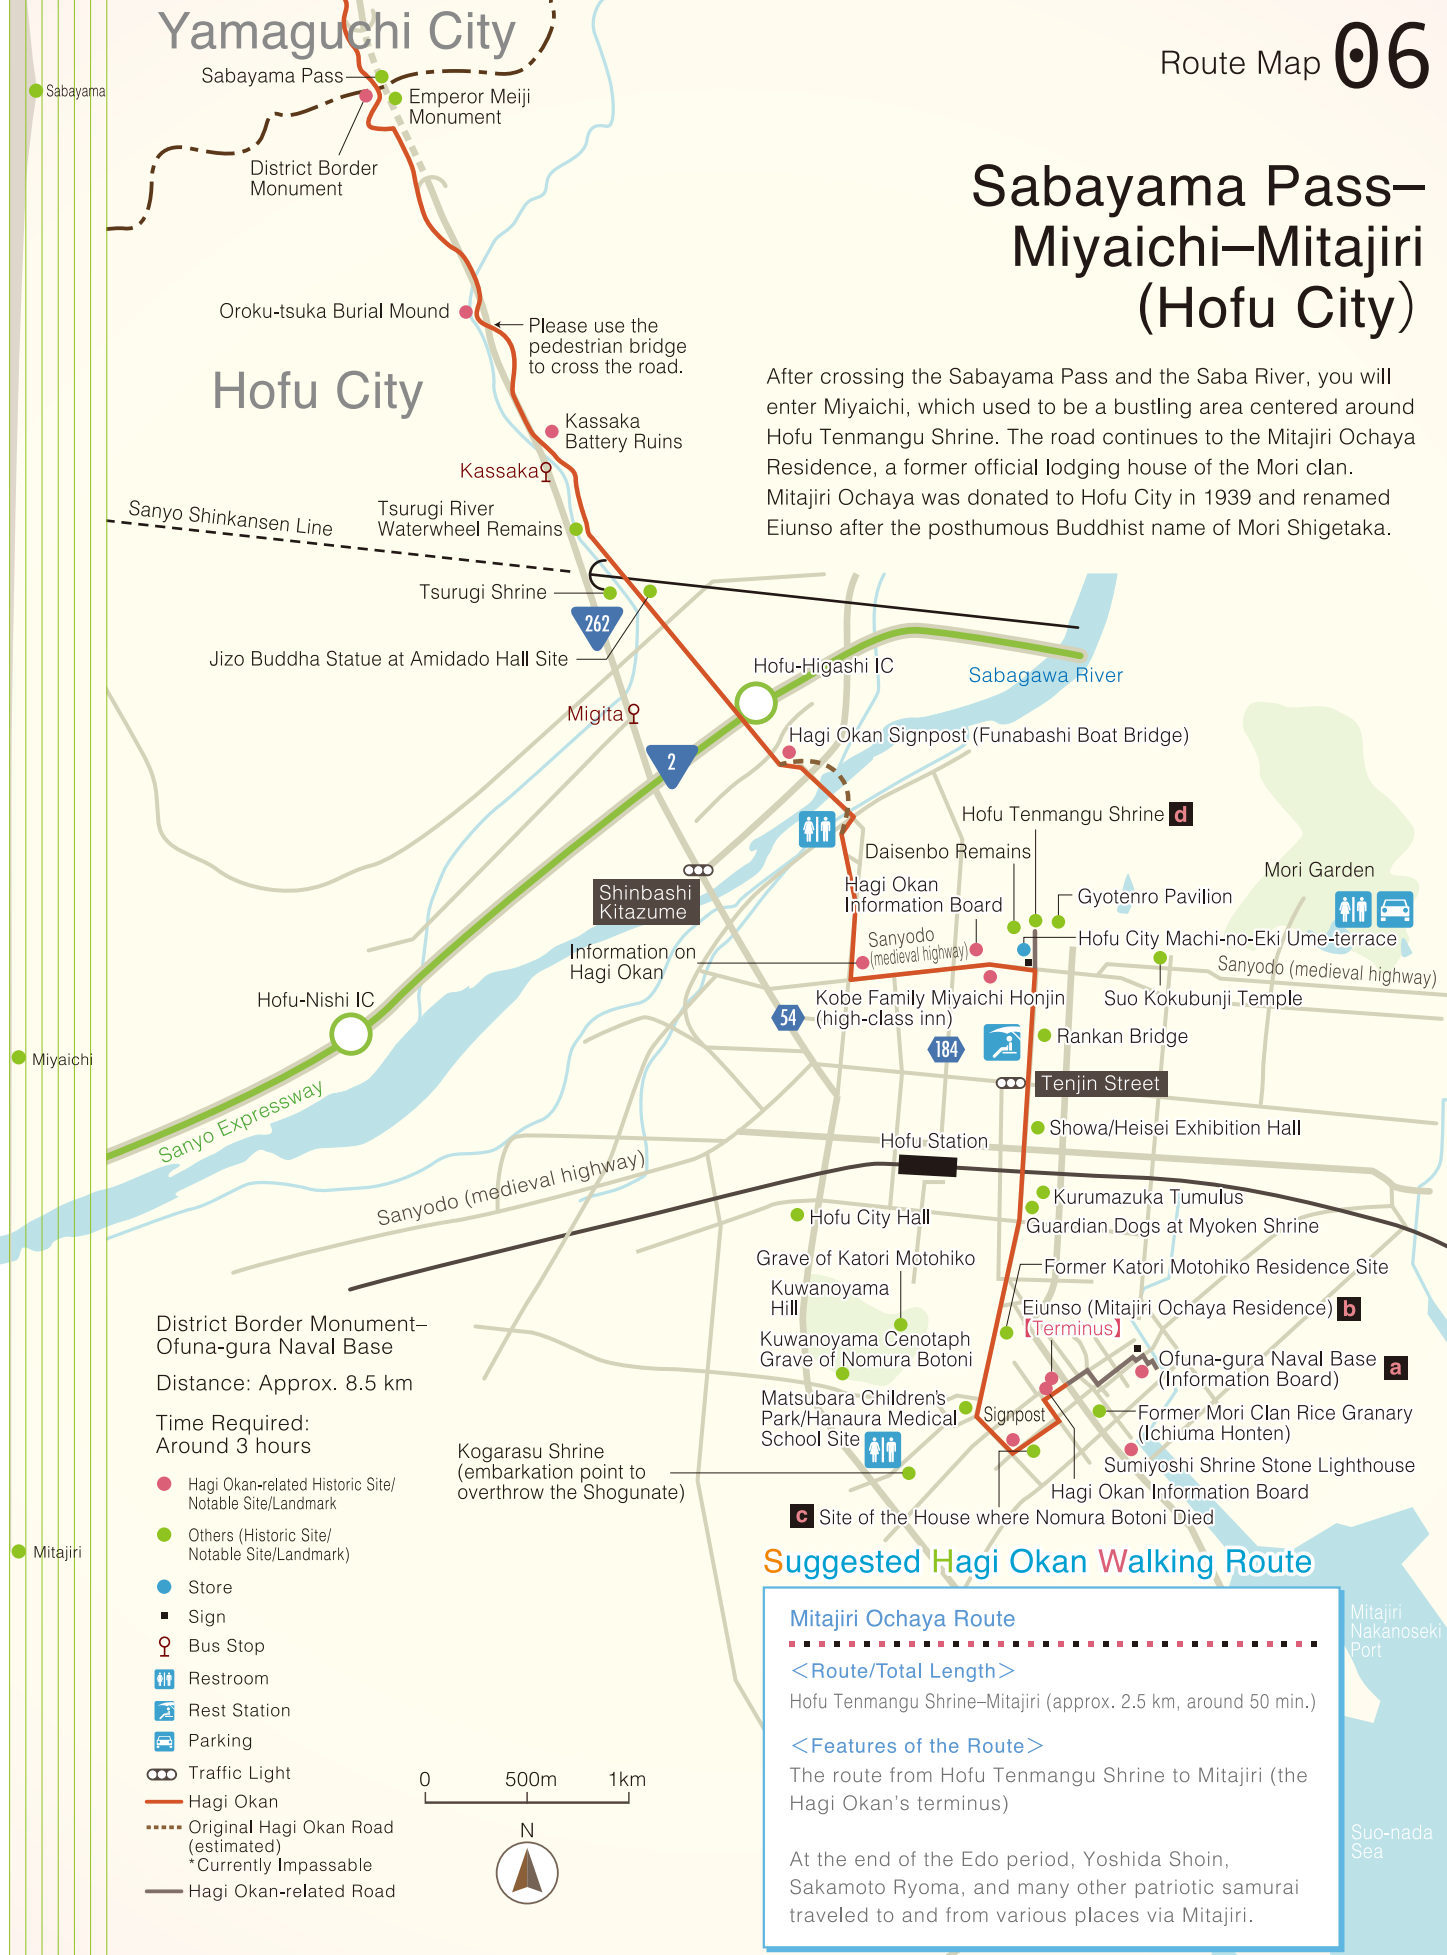 Yamaguchi City
Route Map 06
Sabayama
Sabayama Pass
Emperor Meiji
Monument
District Border
Monument
Sabayama Pass–
Miyaichi–Mitajiri
(Hofu City)
Oroku-tsuka Burial Mound
Please use the
pedestrian bridge
to cross the road.
Hofu City
After crossing the Sabayama Pass and the Saba River, you will
enter Miyaichi, which used to be a bustling area centered around
Hofu Tenmangu Shrine. The road continues to the Mitajiri Ochaya
Residence, a former official lodging house of the Mori clan.
Mitajiri Ochaya was donated to Hofu City in 1939 and renamed
Eiunso after the posthumous Buddhist name of Mori Shigetaka.
Kassaka
Battery Ruins
Kassaka
Sanyo Shinkansen Line
Tsurugi River
Waterwheel Remains
Tsurugi Shrine
262
Jizo Buddha Statue at Amidado Hall Site
Hofu-Higashi IC
Sabagawa River
Migita
Hagi Okan Signpost (Funabashi Boat Bridge)
2
Hofu Tenmangu Shrine d
Daisenbo Remains
Mori Garden
Hagi Okan
Information Board
Shinbashi
Kitazume
Gyotenro Pavilion
Sanyodo
(medieval highway)
Hofu City Machi-no-Eki Ume-terrace
Information on
Hagi Okan
Sanyodo (medieval highway)
Hofu-Nishi IC
Kobe Family Miyaichi Honjin
(high-class inn)
Suo Kokubunji Temple
54
184
Rankan Bridge
Miyaichi
Tenjin Street
Sanyo Expressway
Showa/Heisei Exhibition Hall
Hofu Station
Sanyodo (medieval highway)
Kurumazuka Tumulus
Hofu City Hall
Guardian Dogs at Myoken Shrine
Grave of Katori Motohiko
Former Katori Motohiko Residence Site
Kuwanoyama
Hill
Eiunso (Mitajiri Ochaya Residence) b
【Terminus】
District Border Monument–
Ofuna-gura Naval Base
Kuwanoyama Cenotaph
Grave of Nomura Botoni
Ofuna-gura Naval Base
(Information Board) a
Distance: Approx. 8.5 km
Matsubara Children's
Park/Hanaura Medical
School Site
Signpost
Former Mori Clan Rice Granary
(Ichiuma Honten)
Time Required:
Around 3 hours
Kogarasu Shrine
(embarkation point to
overthrow the Shogunate)
Sumiyoshi Shrine Stone Lighthouse
Hagi Okan Information Board
c Site of the House where Nomura Botoni Died
Mitajiri
Hagi Okan-related Historic Site/
Notable Site/Landmark
Others (Historic Site/
Notable Site/Landmark)
Store
Sign
Bus Stop
Restroom
Rest Station
Parking
Traffic Light
Hagi Okan
Original Hagi Okan Road
(estimated)
*Currently Impassable
Hagi Okan-related Road
0 500m 1km
N
Suggested Hagi Okan Walking Route
Mitajiri Ochaya Route
<Route/Total Length>
Hofu Tenmangu Shrine–Mitajiri (approx. 2.5 km, around 50 min.)
<Features of the Route>
The route from Hofu Tenmangu Shrine to Mitajiri (the
Hagi Okan's terminus)
At the end of the Edo period, Yoshida Shoin,
Sakamoto Ryoma, and many other patriotic samurai
traveled to and from various places via Mitajiri.
Mitajiri
Nakanoseki
Port
Suo-nada
Sea